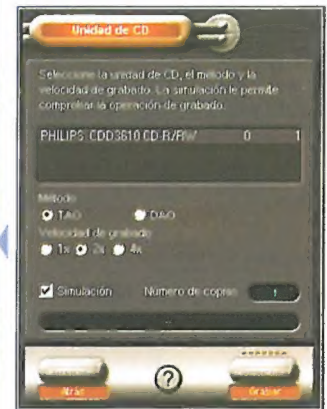 Unidad de CD
Seleccione la unidad de CD, el método y la
velocidad de grabado. La simulación le permite
comprobar la operación de grabado.
PHILIPS CDD3610 CD-R/RW 0 1
Método
TAO DAO
Velocidad de grabado
1x 2x 4x
Simulación Número de copias 1
Atrás ? Grabar